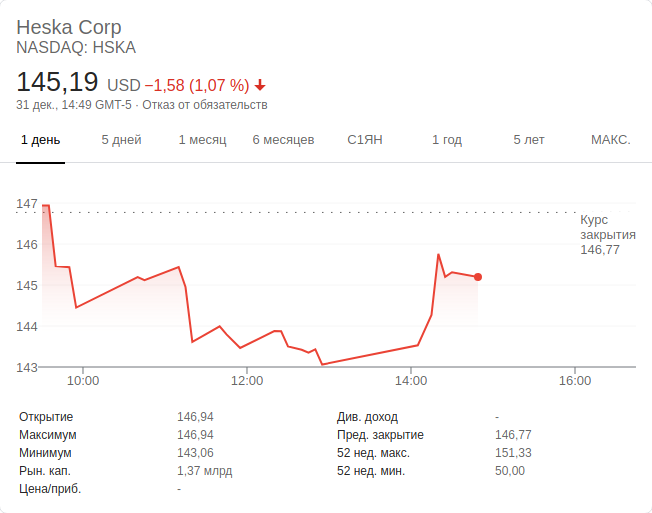 Heska Corp
NASDAQ: HSKA
145,19 USD −1,58 (1,07 %)
31 дек., 14:49 GMT-5 · Отказ от обязательств
1 день 5 дней 1 месяц 6 месяцев С1ЯН 1 год 5 лет МАКС.
147
Курс
закрытия
146,77
146
145
144
143
10:00 12:00 14:00 16:00
Открытие 146,94 Див. доход -
Максимум 146,94 Пред. закрытие 146,77
Минимум 143,06 52 нед. макс. 151,33
Рын. кап. 1,37 млрд 52 нед. мин. 50,00
Цена/приб. -